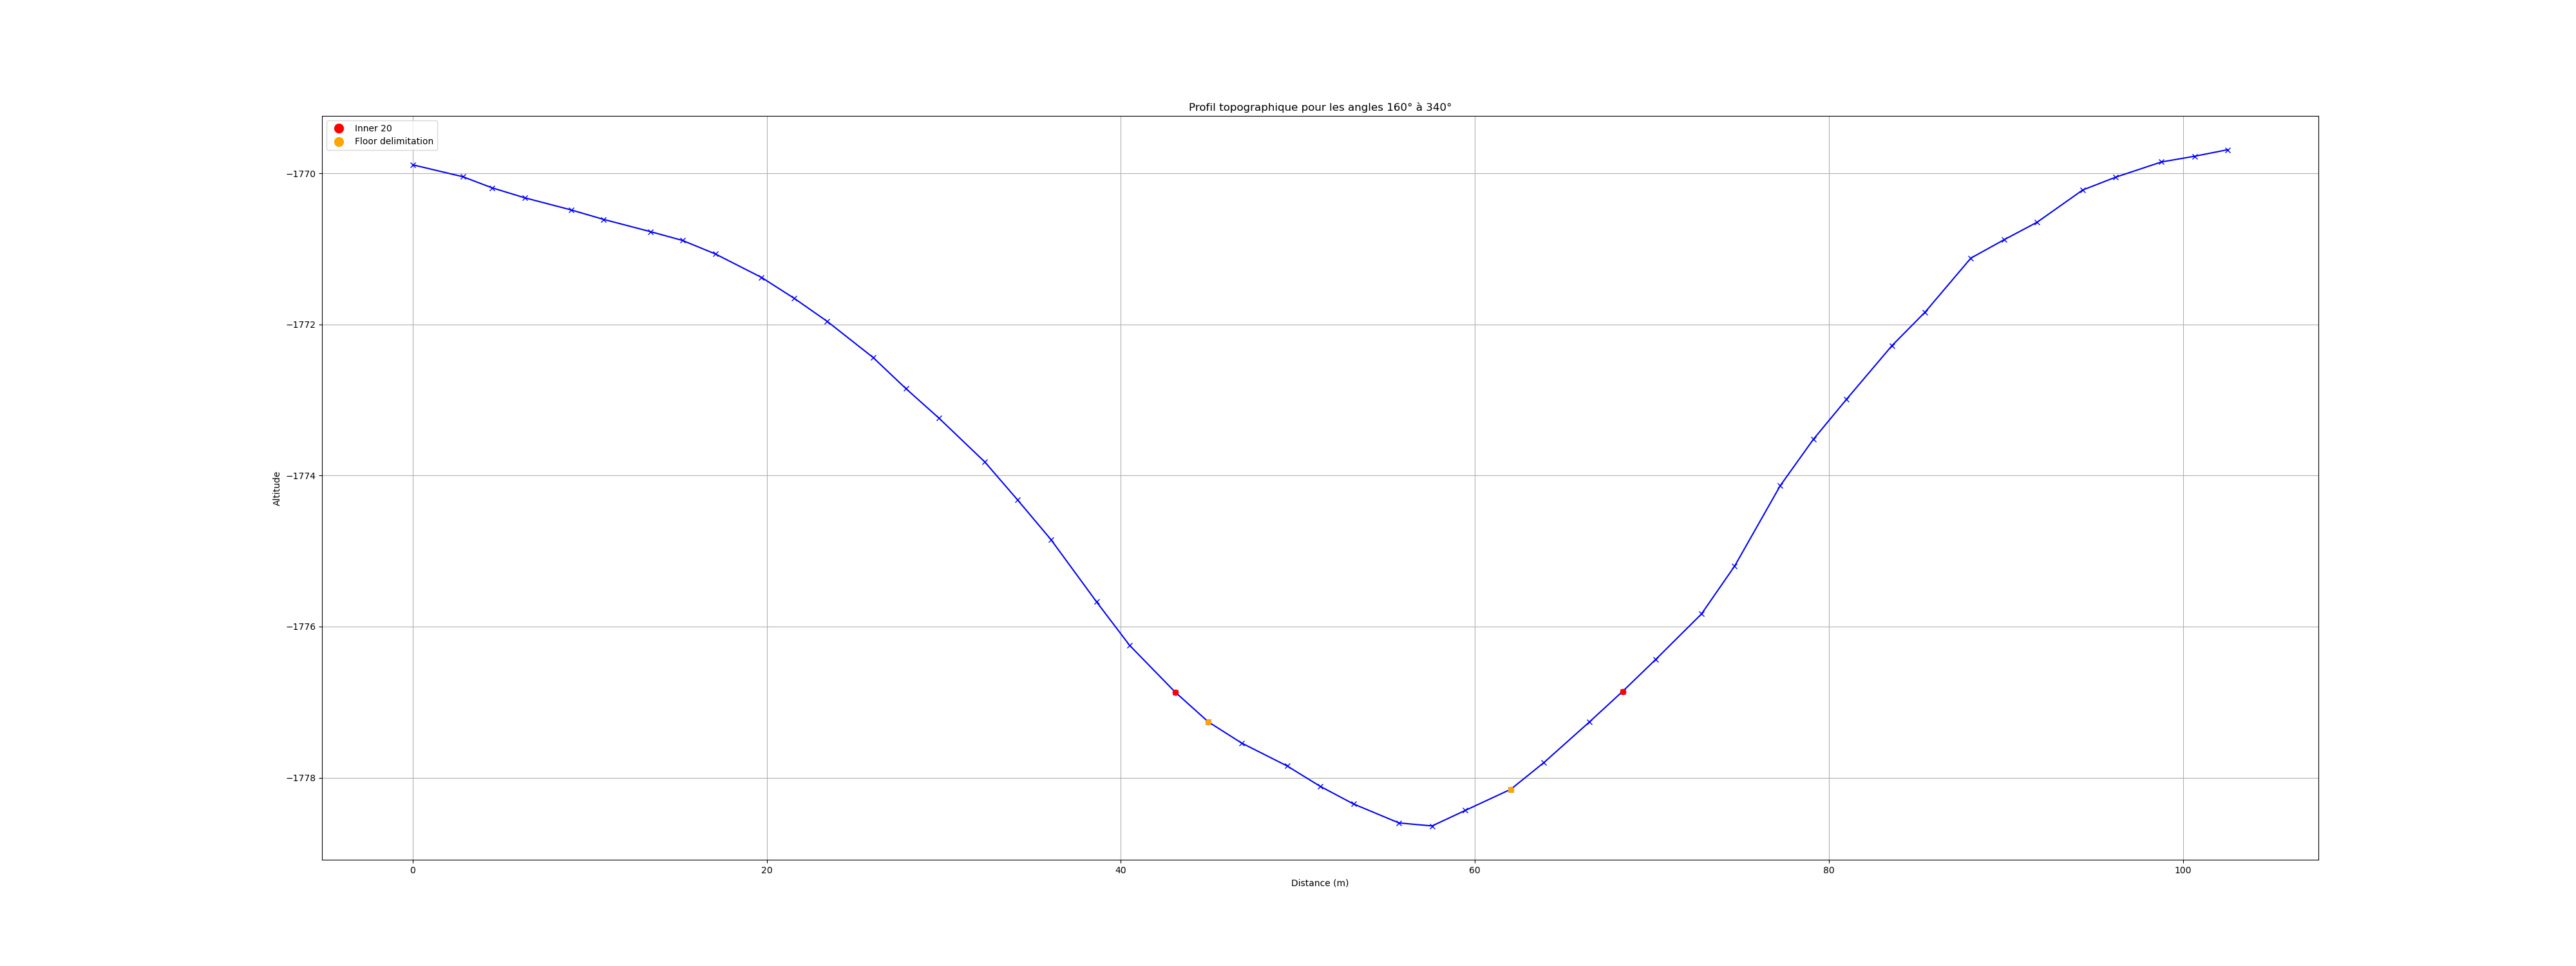 Profil topographique pour les angles 160° à 340°
Inner 20
Floor delimitation
−1770
−1772
−1774
−1776
−1778
Altitude
0
20
40
60
80
100
Distance (m)